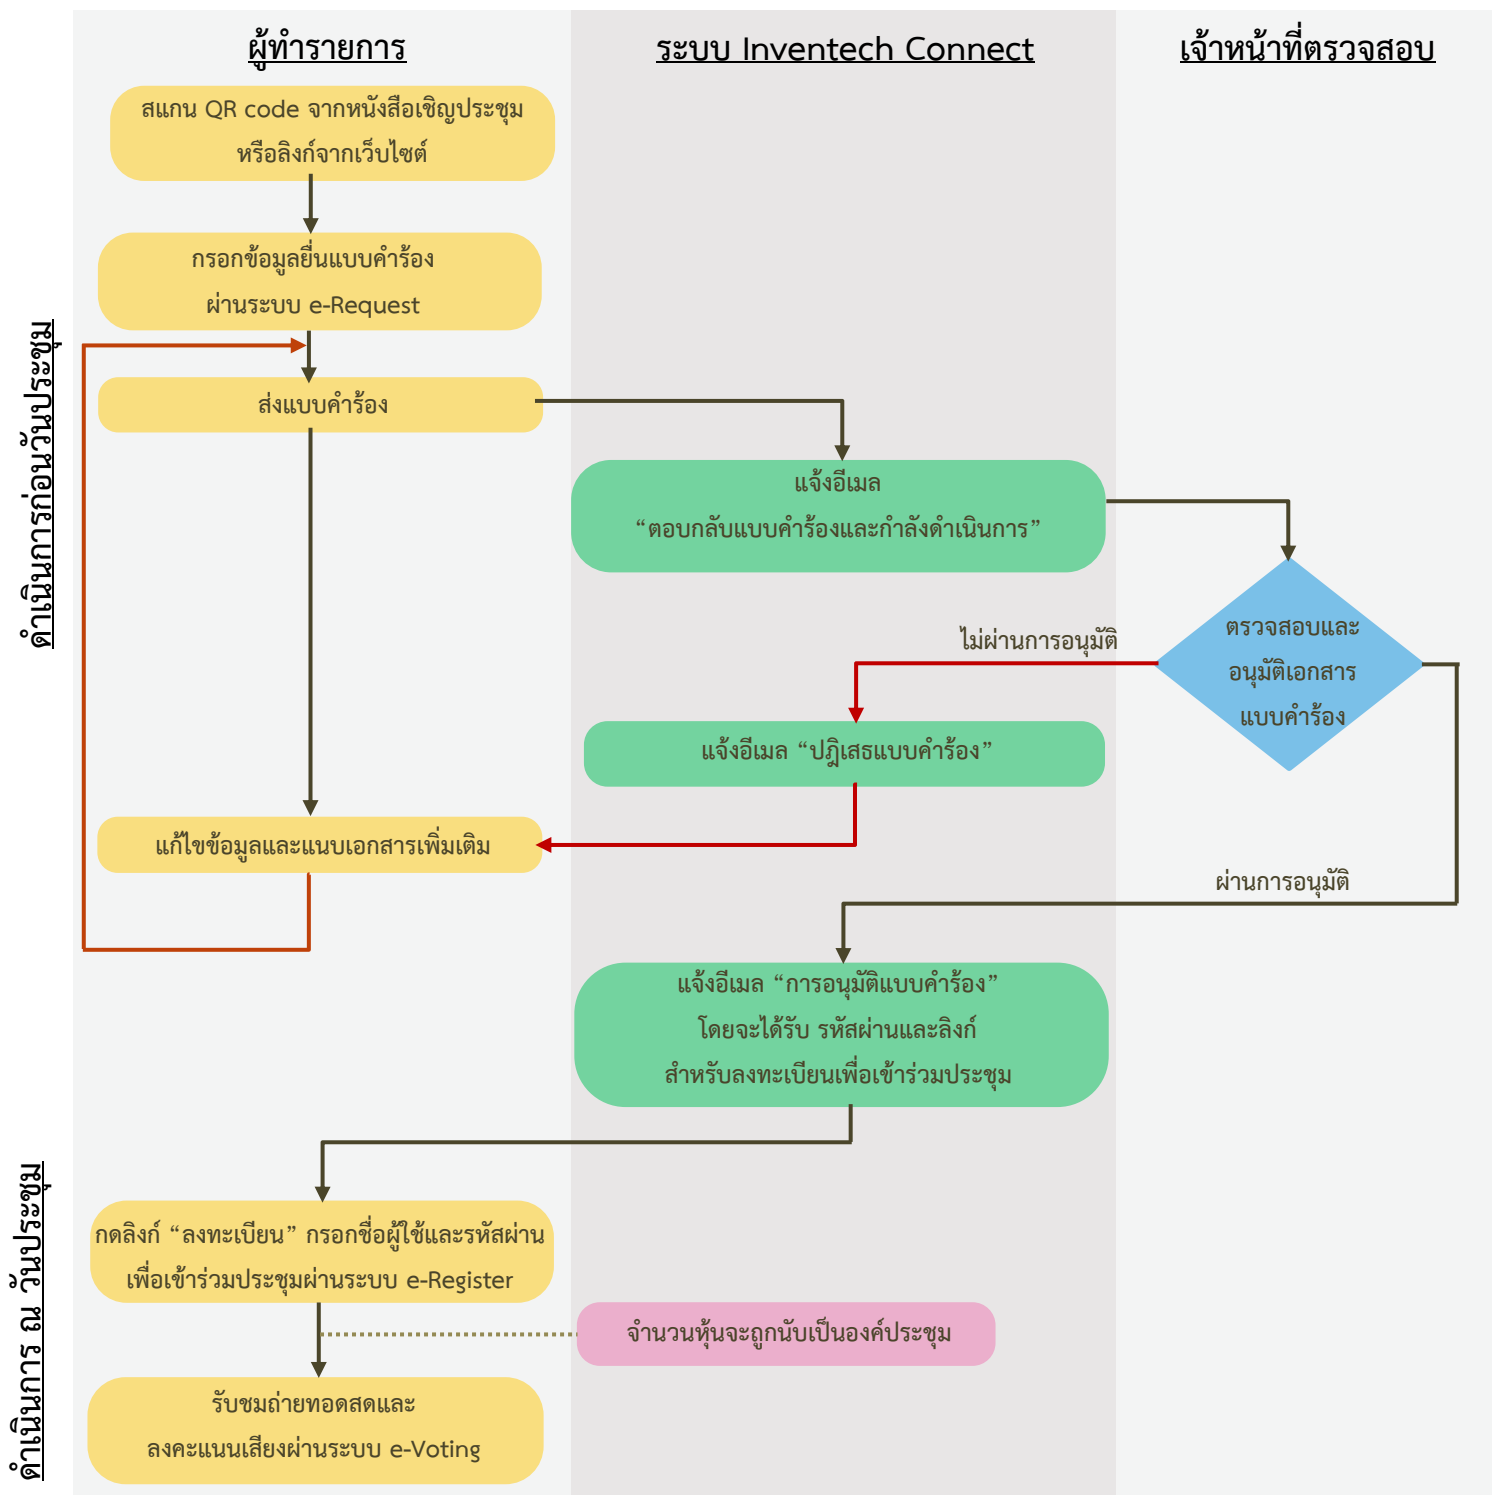 ผู้ทำรายการ
ระบบ Inventech Connect
เจ้าหน้าที่ตรวจสอบ
ดำเนินการก่อนวันประชุม
สแกน QR code จากหนังสือเชิญประชุม
หรือลิงก์จากเว็บไซต์
กรอกข้อมูลยื่นแบบคำร้อง
ผ่านระบบ e-Request
ส่งแบบคำร้อง
แจ้งอีเมล
“ตอบกลับแบบคำร้องและกำลังดำเนินการ”
ตรวจสอบและ
อนุมัติเอกสาร
แบบคำร้อง
ไม่ผ่านการอนุมัติ
แจ้งอีเมล “ปฎิเสธแบบคำร้อง”
แก้ไขข้อมูลและแนบเอกสารเพิ่มเติม
ผ่านการอนุมัติ
แจ้งอีเมล “การอนุมัติแบบคำร้อง”
โดยจะได้รับ รหัสผ่านและลิงก์
สำหรับลงทะเบียนเพื่อเข้าร่วมประชุม
ดำเนินการ ณ วันประชุม
กดลิงก์ “ลงทะเบียน” กรอกชื่อผู้ใช้และรหัสผ่าน
เพื่อเข้าร่วมประชุมผ่านระบบ e-Register
จำนวนหุ้นจะถูกนับเป็นองค์ประชุม
รับชมถ่ายทอดสดและ
ลงคะแนนเสียงผ่านระบบ e-Voting